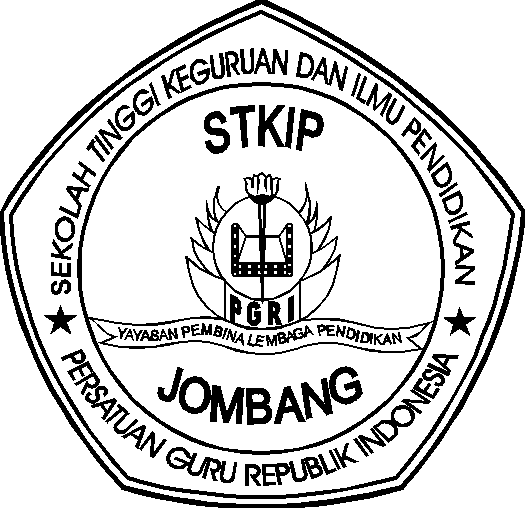 SEKOLAH TINGGI KEGURUAN DAN ILMU PENDIDIKAN
STKIP
PGRI
YAYASAN PEMBINA LEMBAGA PENDIDIKAN
JOMBANG
PERSATUAN GURU REPUBLIK INDONESIA